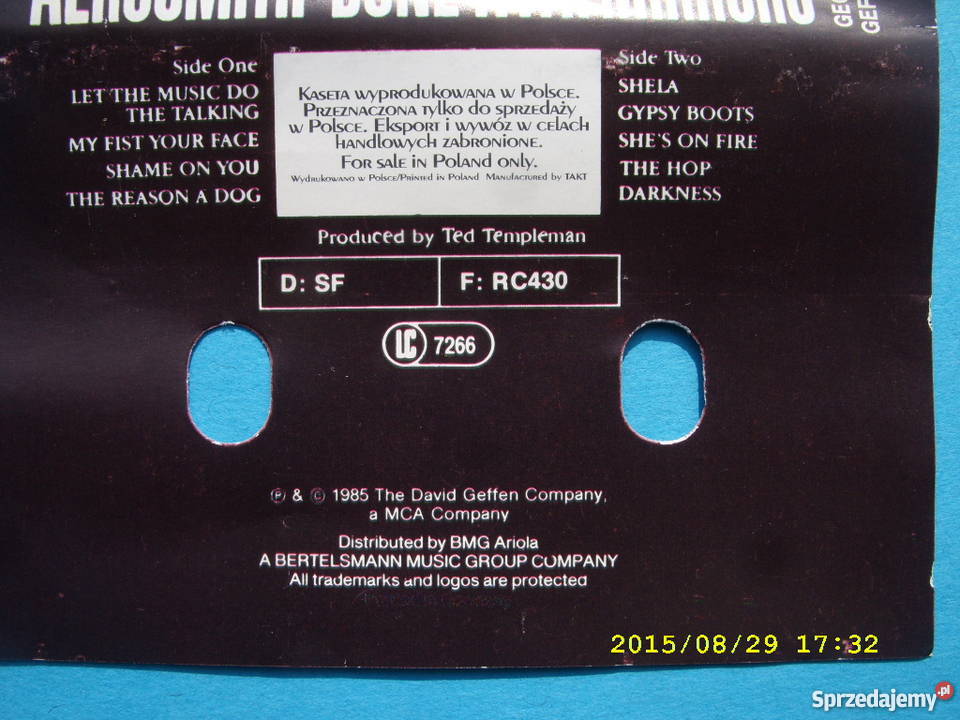 AEROSMITH DONE WITH MIRRORS
Side One
LET THE MUSIC DO
THE TALKING
MY FIST YOUR FACE
SHAME ON YOU
THE REASON A DOG
Kaseta wyprodukowana w Polsce.
Przeznaczona tylko do sprzedaży
w Polsce. Eksport i wywóz w celach
handlowych zabronione.
For sale in Poland only.
Wydrukowano w Polsce/Printed in Poland Manufactured by TAKT
Side Two
SHELA
GYPSY BOOTS
SHE'S ON FIRE
THE HOP
DARKNESS
Produced by Ted Templeman
D: SF
F: RC430
LC 7266
℗ & © 1985 The David Geffen Company,
a MCA Company
Distributed by BMG Ariola
A BERTELSMANN MUSIC GROUP COMPANY
All trademarks and logos are protected
2015/08/29 17:32
Sprzedajemy.pl